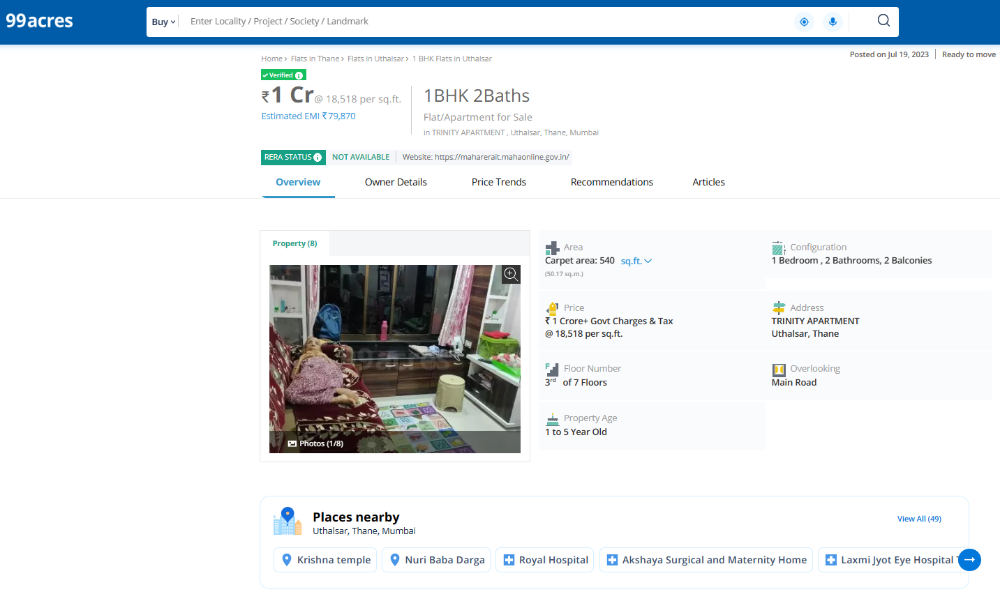 99acres
Buy
Enter Locality / Project / Society / Landmark
Home > Flats in Thane > Flats in Uthalsar > 1 BHK Flats in Uthalsar
Posted on Jul 19, 2023 | Ready to move
Verified
₹1 Cr @ 18,518 per sq.ft.
Estimated EMI ₹79,870
1BHK 2Baths
Flat/Apartment for Sale
in TRINITY APARTMENT , Uthalsar, Thane, Mumbai
RERA STATUS NOT AVAILABLE Website: https://maharerait.mahaonline.gov.in/
Overview Owner Details Price Trends Recommendations Articles
Property (8)
99acres
Photos (1/8)
Area
Carpet area: 540 sq.ft.
(50.17 sq.m.)
Configuration
1 Bedroom , 2 Bathrooms, 2 Balconies
Price
₹ 1 Crore+ Govt Charges & Tax
@ 18,518 per sq.ft.
Address
TRINITY APARTMENT
Uthalsar, Thane
Floor Number
3rd of 7 Floors
Overlooking
Main Road
Property Age
1 to 5 Year Old
Places nearby
Uthalsar, Thane, Mumbai
View All (49)
Krishna temple
Nuri Baba Darga
Royal Hospital
Akshaya Surgical and Maternity Home
Laxmi Jyot Eye Hospital